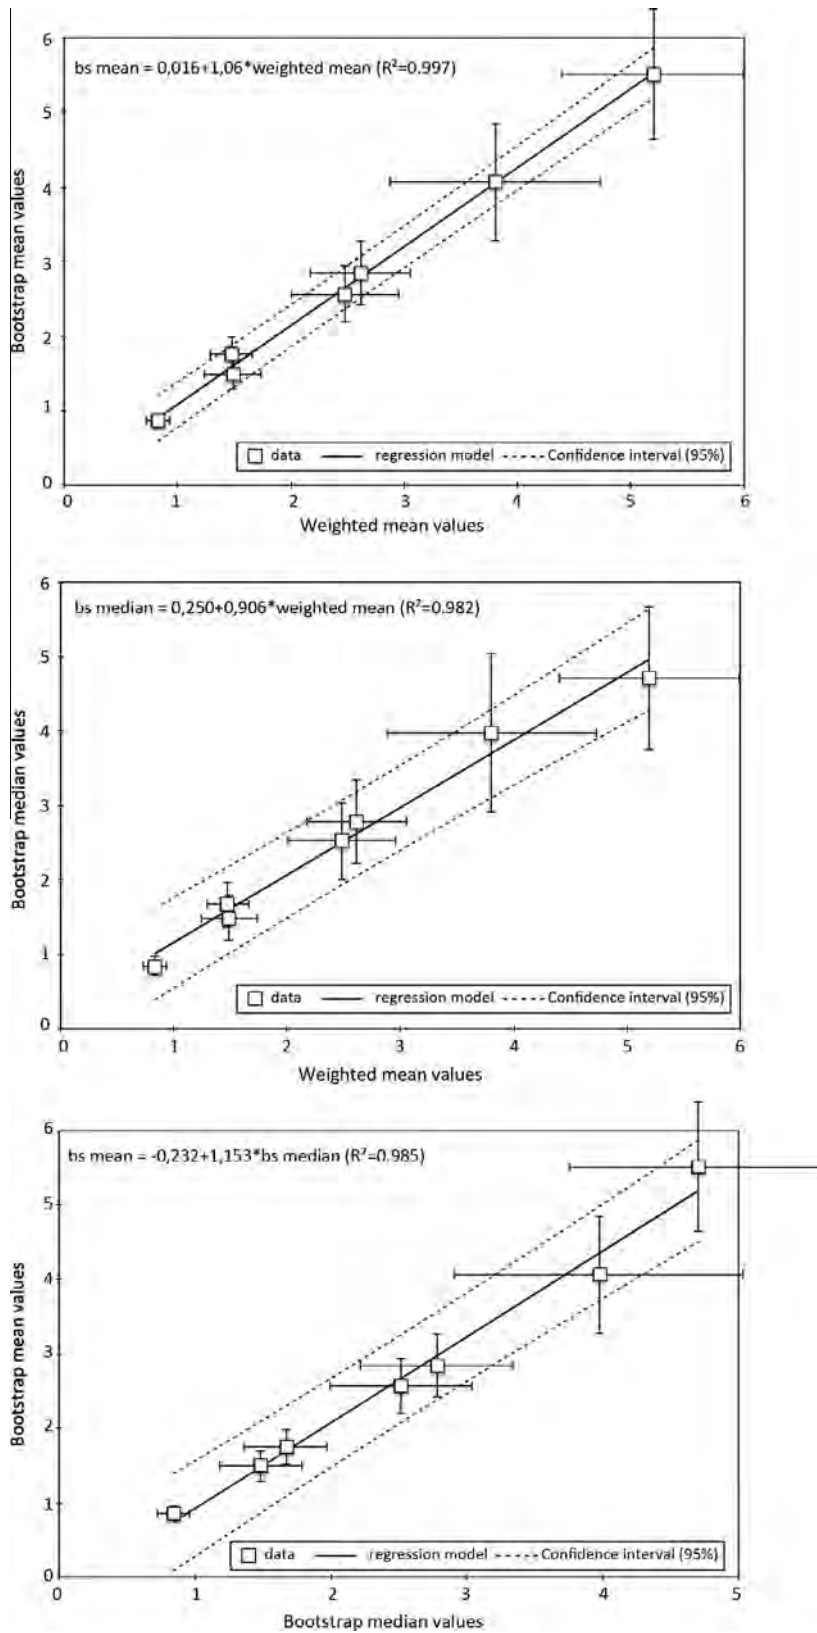 bs mean = 0,016+1,06*weighted mean (R²=0.997)
Bootstrap mean values
6
5
4
3
2
1
0
data regression model Confidence interval (95%)
0 1 2 3 4 5 6
Weighted mean values
bs median = 0,250+0,906*weighted mean (R²=0.982)
Bootstrap median values
6
5
4
3
2
1
0
data regression model Confidence interval (95%)
0 1 2 3 4 5 6
Weighted mean values
bs mean = -0,232+1,153*bs median (R²=0.985)
Bootstrap mean values
6
5
4
3
2
1
0
data regression model Confidence interval (95%)
0 1 2 3 4 5
Bootstrap median values